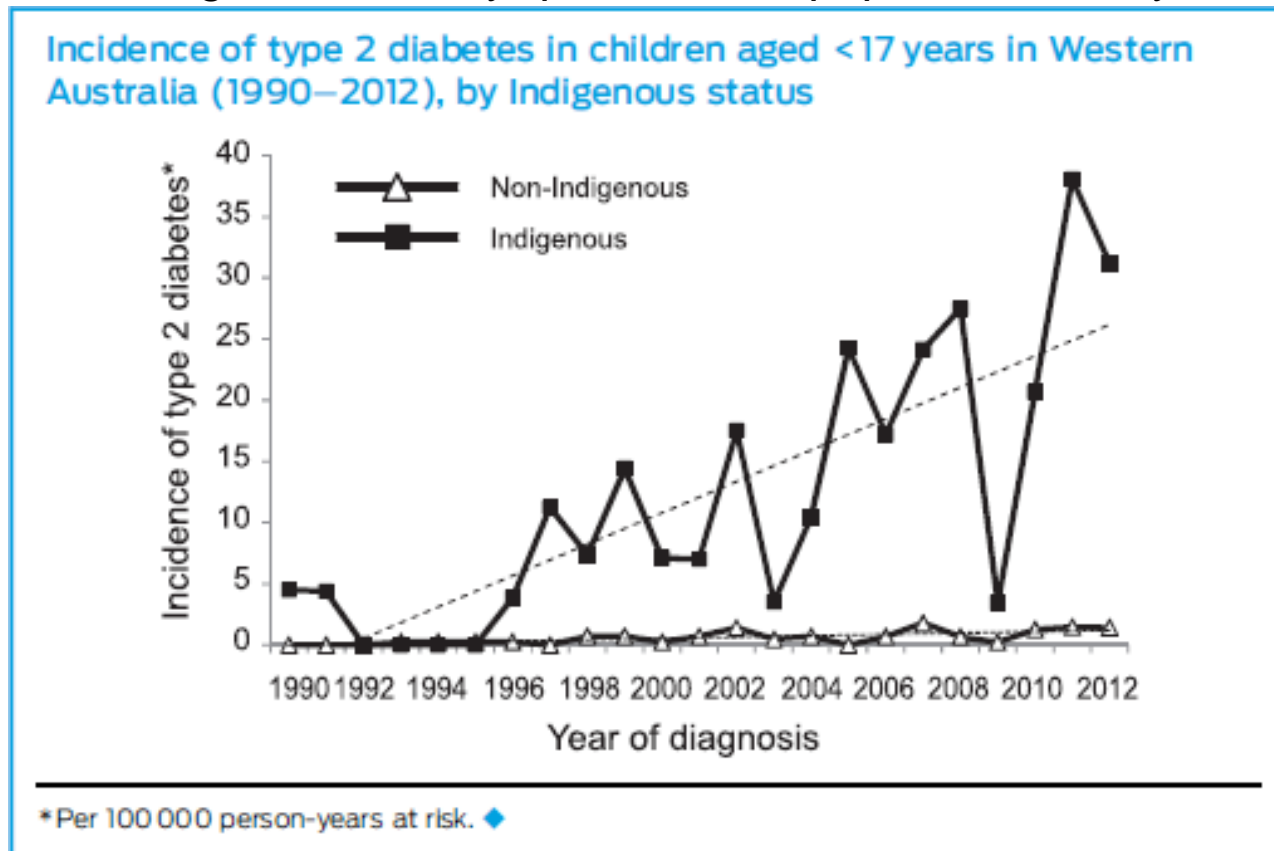 Incidence of type 2 diabetes in children aged <17 years in Western
Australia (1990–2012), by Indigenous status
40
35
30
25
20
15
10
5
0
Incidence of type 2 diabetes*
Non-Indigenous
Indigenous
1990 1992 1994 1996 1998 2000 2002 2004 2006 2008 2010 2012
Year of diagnosis
*Per 100 000 person-years at risk.